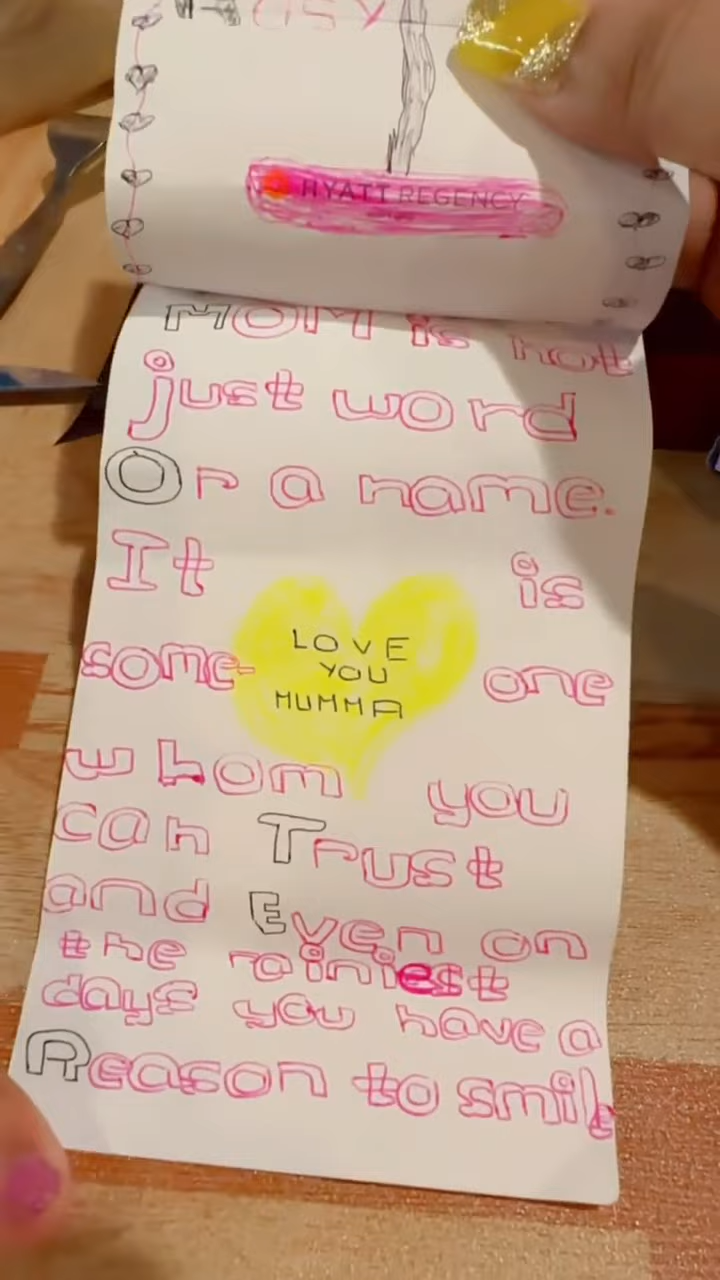 HYATT REGENCY
MOM is not
just word
Or a name.
It is
some- one
LOVE
YOU
MUMMA
whom you
can Trust
and Even on
the rainiest
days you have a
Reason to smile